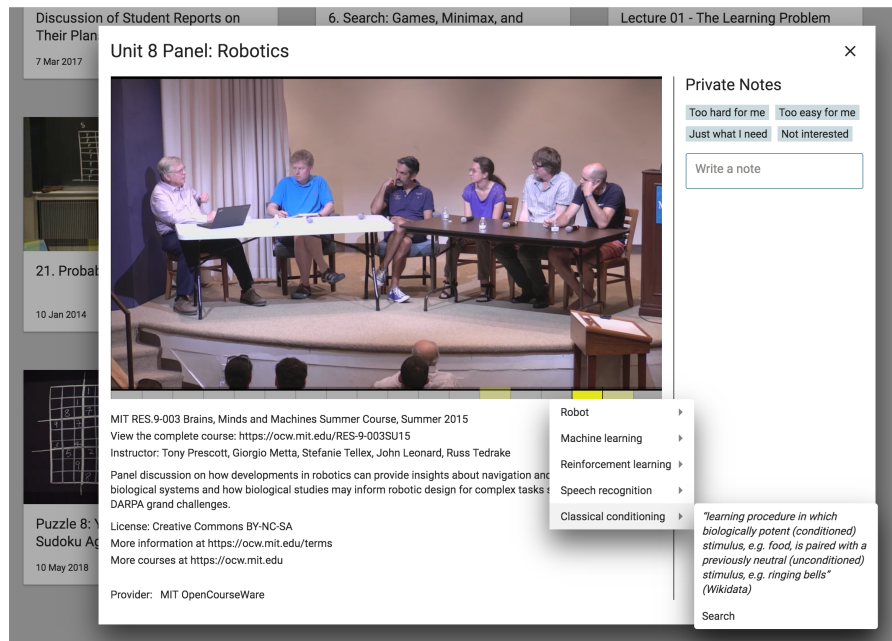 Discussion of Student Reports on
Their Plan
7 Mar 2017
6. Search: Games, Minimax, and
Lecture 01 - The Learning Problem
21. Probab
10 Jan 2014
Puzzle 8: Y
Sudoku Ag
10 May 2018
Unit 8 Panel: Robotics
MIT RES.9-003 Brains, Minds and Machines Summer Course, Summer 2015
View the complete course: https://ocw.mit.edu/RES-9-003SU15
Instructor: Tony Prescott, Giorgio Metta, Stefanie Tellex, John Leonard, Russ Tedrake
Panel discussion on how developments in robotics can provide insights about navigation and
biological systems and how biological studies may inform robotic design for complex tasks s
DARPA grand challenges.
License: Creative Commons BY-NC-SA
More information at https://ocw.mit.edu/terms
More courses at https://ocw.mit.edu
Provider: MIT OpenCourseWare
Private Notes
Too hard for me
Too easy for me
Just what I need
Not interested
Write a note
Robot
Machine learning
Reinforcement learning
Speech recognition
Classical conditioning
"learning procedure in which
biologically potent (conditioned)
stimulus, e.g. food, is paired with a
previously neutral (unconditioned)
stimulus, e.g. ringing bells"
(Wikidata)
Search